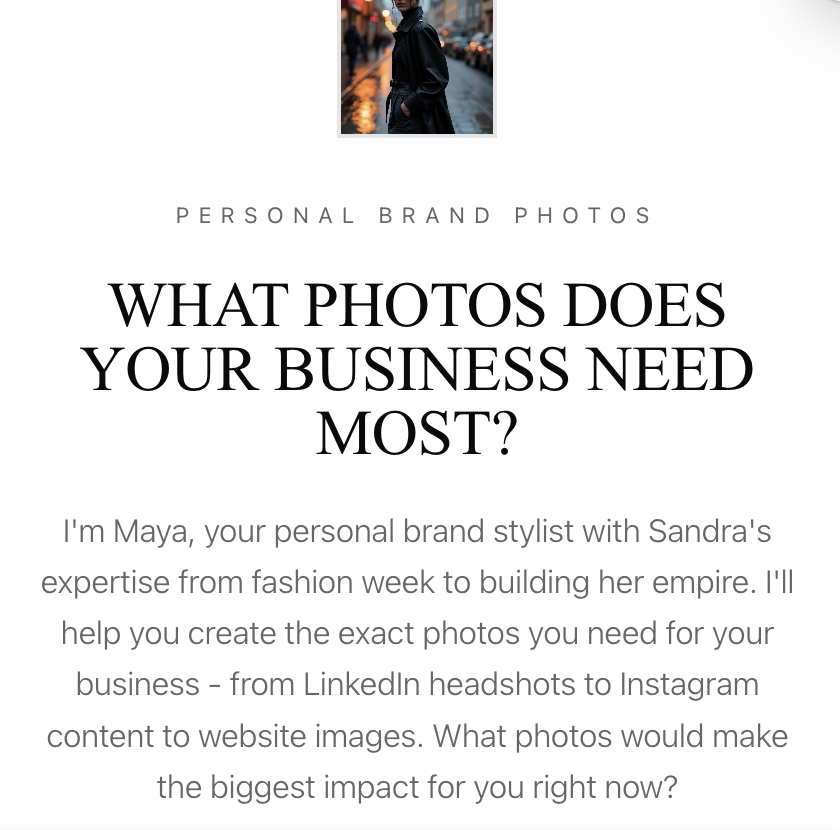 PERSONAL BRAND PHOTOS
WHAT PHOTOS DOES
YOUR BUSINESS NEED
MOST?
I'm Maya, your personal brand stylist with Sandra's
expertise from fashion week to building her empire. I'll
help you create the exact photos you need for your
business - from LinkedIn headshots to Instagram
content to website images. What photos would make
the biggest impact for you right now?